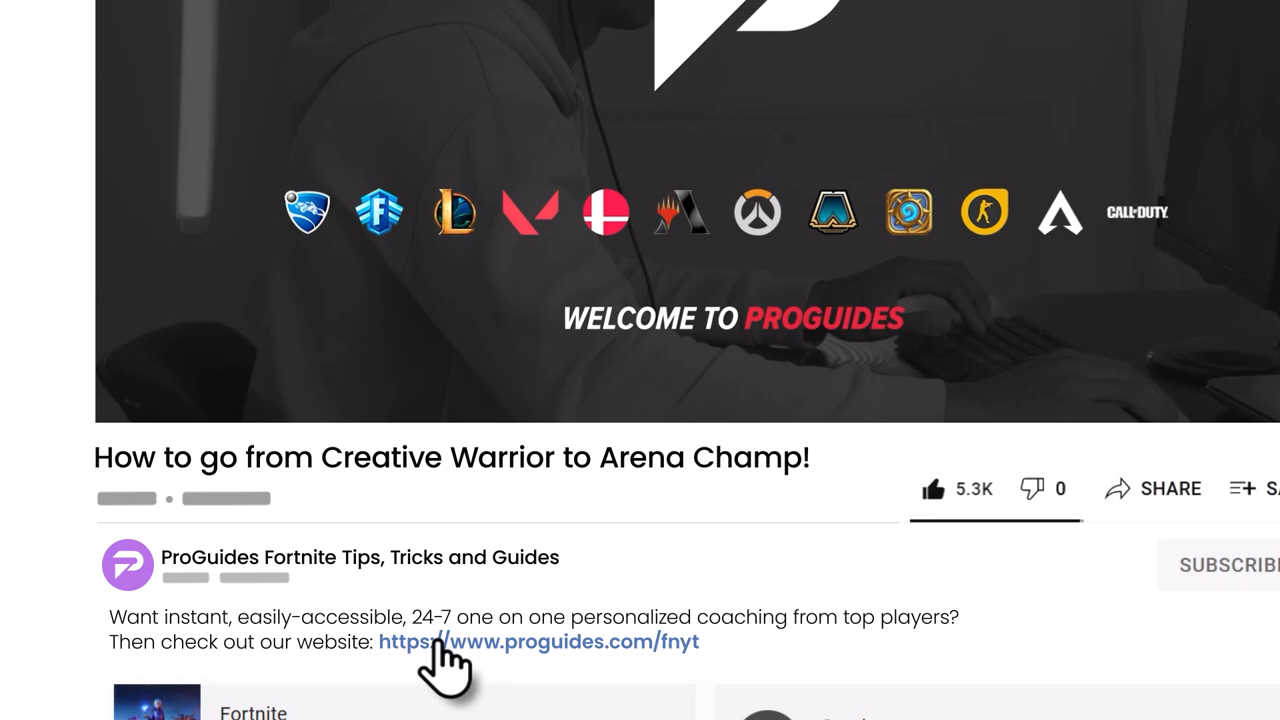 CALL OF DUTY
WELCOME TO PROGUIDES
How to go from Creative Warrior to Arena Champ!
5.3K
0
SHARE
ProGuides Fortnite Tips, Tricks and Guides
SUBSCRIBE
Want instant, easily-accessible, 24-7 one on one personalized coaching from top players?
Then check out our website: https://www.proguides.com/fnyt
Fortnite